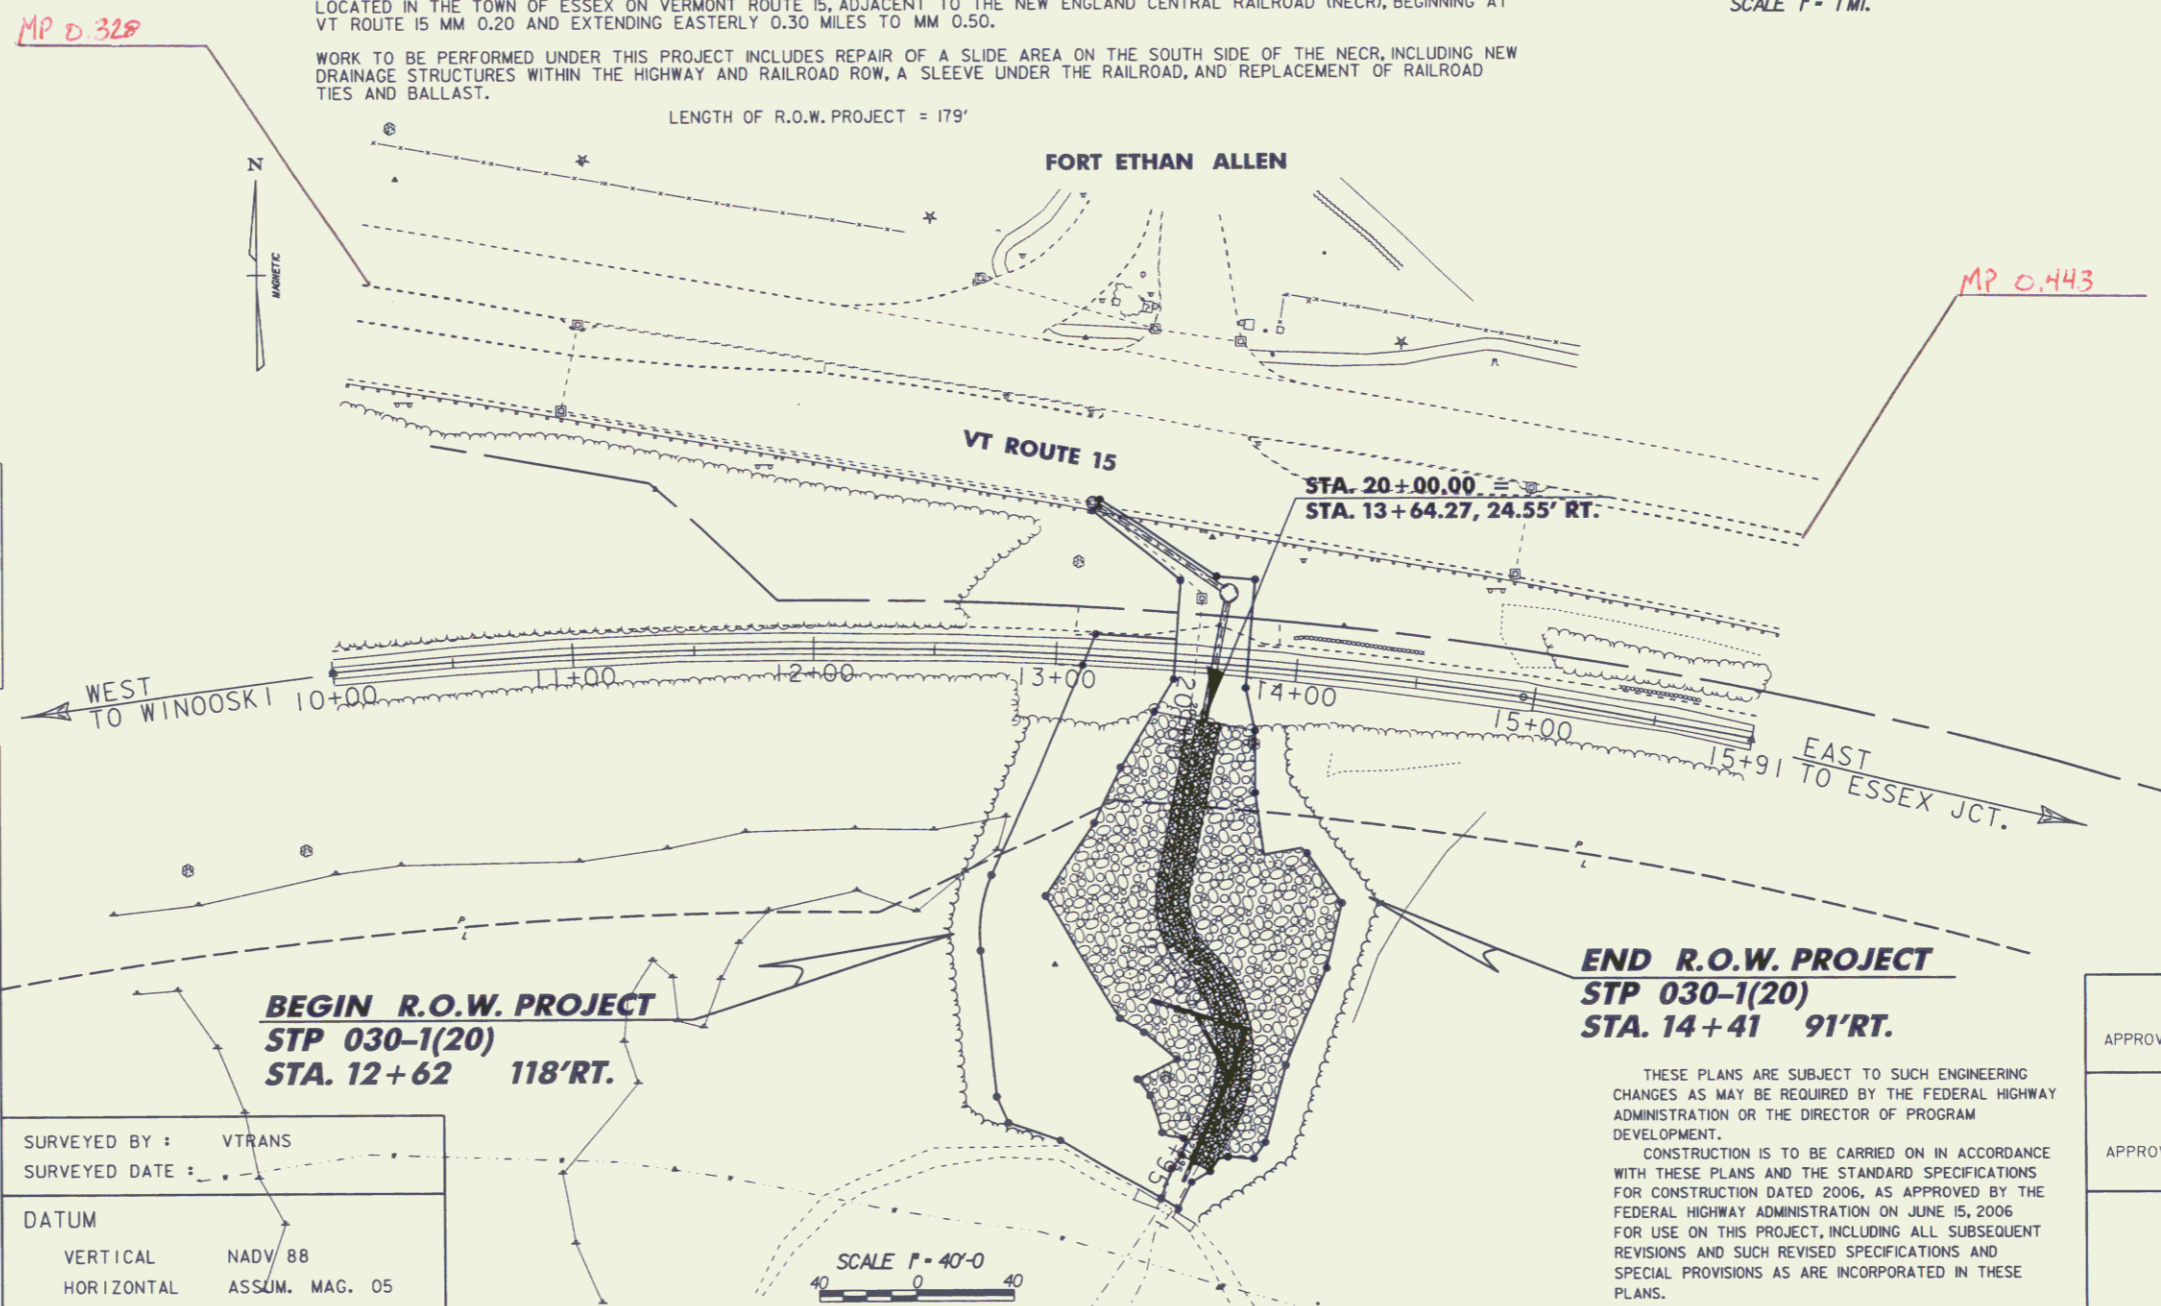 LOCATED IN THE TOWN OF ESSEX ON VERMONT ROUTE 15, ADJACENT TO THE NEW ENGLAND CENTRAL RAILROAD (NECR), BEGINNING AT
VT ROUTE 15 MM 0.20 AND EXTENDING EASTERLY 0.30 MILES TO MM 0.50.
SCALE 1" = 1 MI.
MP 0.328
WORK TO BE PERFORMED UNDER THIS PROJECT INCLUDES REPAIR OF A SLIDE AREA ON THE SOUTH SIDE OF THE NECR, INCLUDING NEW
DRAINAGE STRUCTURES WITHIN THE HIGHWAY AND RAILROAD ROW, A SLEEVE UNDER THE RAILROAD, AND REPLACEMENT OF RAILROAD
TIES AND BALLAST.
LENGTH OF R.O.W. PROJECT = 179'
FORT ETHAN ALLEN
N
MAGNETIC
MP 0.443
VT ROUTE 15
STA. 20+00.00 =
STA. 13+64.27, 24.55' RT.
WEST
TO WINOOSKI
10+00
11+00
12+00
13+00
14+00
15+00
15+91
EAST
TO ESSEX JCT.
P
L
P
L
BEGIN R.O.W. PROJECT
STP 030-1(20)
STA. 12+62 118'RT.
END R.O.W. PROJECT
STP 030-1(20)
STA. 14+41 91'RT.
THESE PLANS ARE SUBJECT TO SUCH ENGINEERING
CHANGES AS MAY BE REQUIRED BY THE FEDERAL HIGHWAY
ADMINISTRATION OR THE DIRECTOR OF PROGRAM
DEVELOPMENT.
CONSTRUCTION IS TO BE CARRIED ON IN ACCORDANCE
WITH THESE PLANS AND THE STANDARD SPECIFICATIONS
FOR CONSTRUCTION DATED 2006, AS APPROVED BY THE
FEDERAL HIGHWAY ADMINISTRATION ON JUNE 15, 2006
FOR USE ON THIS PROJECT, INCLUDING ALL SUBSEQUENT
REVISIONS AND SUCH REVISED SPECIFICATIONS AND
SPECIAL PROVISIONS AS ARE INCORPORATED IN THESE
PLANS.
APPROV
APPROV
SURVEYED BY : VTRANS
SURVEYED DATE :
DATUM
VERTICAL NADV 88
HORIZONTAL ASSUM. MAG. 05
SCALE 1" = 40'-0
40 0 40